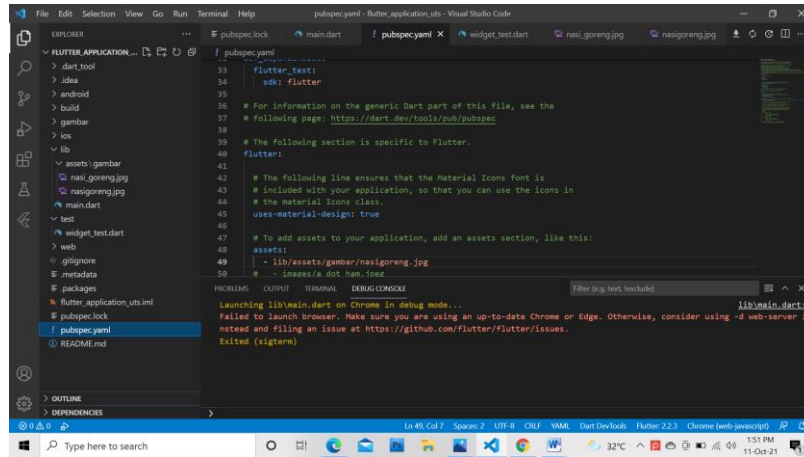 File Edit Selection View Go Run Terminal Help
pubspec.yaml - flutter_application_uts - Visual Studio Code
EXPLORER
pubspec.lock
main.dart
pubspec.yaml
widget_test.dart
nasi_goreng.jpg
nasigoreng.jpg
FLUTTER_APPLICATION_...
.dart_tool
.idea
android
build
gambar
ios
lib
assets \ gambar
nasi_goreng.jpg
nasigoreng.jpg
main.dart
test
widget_test.dart
web
.gitignore
.metadata
.packages
flutter_application_uts.iml
pubspec.lock
pubspec.yaml
README.md
OUTLINE
DEPENDENCIES
pubspec.yaml
33 flutter_test:
34 sdk: flutter
35
36 # For information on the generic Dart part of this file, see the
37 # following page: https://dart.dev/tools/pub/pubspec
38
39 # The following section is specific to Flutter.
40 flutter:
41
42 # The following line ensures that the Material Icons font is
43 # included with your application, so that you can use the icons in
44 # the material Icons class.
45 uses-material-design: true
46
47 # To add assets to your application, add an assets section, like this:
48 assets:
49 - lib/assets/gambar/nasigoreng.jpg
50 # - images/a_dot_ham.jpeg
PROBLEMS OUTPUT TERMINAL DEBUG CONSOLE
Filter (e.g. text, !exclude)
Launching lib\main.dart on Chrome in debug mode...
lib\main.dart:
Failed to launch browser. Make sure you are using an up-to-date Chrome or Edge. Otherwise, consider using -d web-server i
nstead and filing an issue at https://github.com/flutter/flutter/issues.
Exited (sigterm)
0 0
Ln 49, Col 7 Spaces: 2 UTF-8 CRLF YAML Dart DevTools Flutter: 2.2.3 Chrome (web-javascript)
Type here to search
32°C
1:51 PM
11-Oct-21